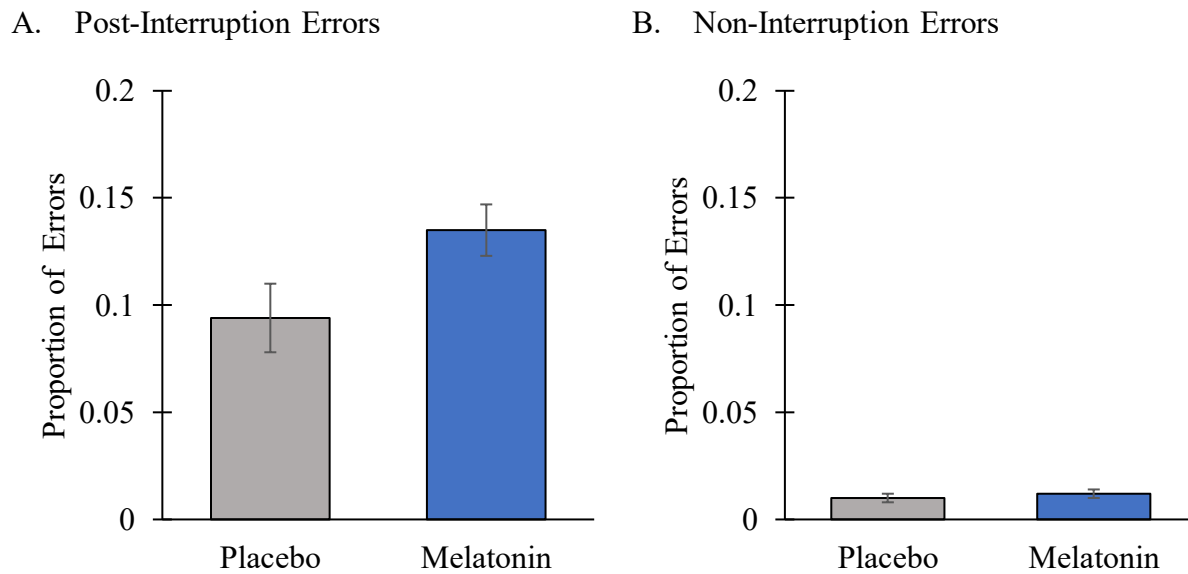 A. Post-Interruption Errors
Proportion of Errors
0.2
0.15
0.1
0.05
0
Placebo Melatonin
B. Non-Interruption Errors
Proportion of Errors
0.2
0.15
0.1
0.05
0
Placebo Melatonin